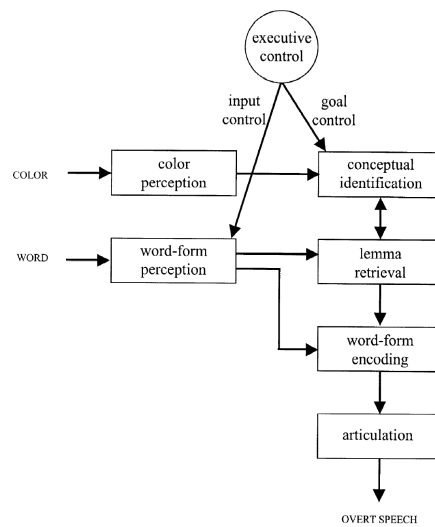 executive
control
input
control
goal
control
COLOR
color
perception
conceptual
identification
WORD
word-form
perception
lemma
retrieval
word-form
encoding
articulation
OVERT SPEECH